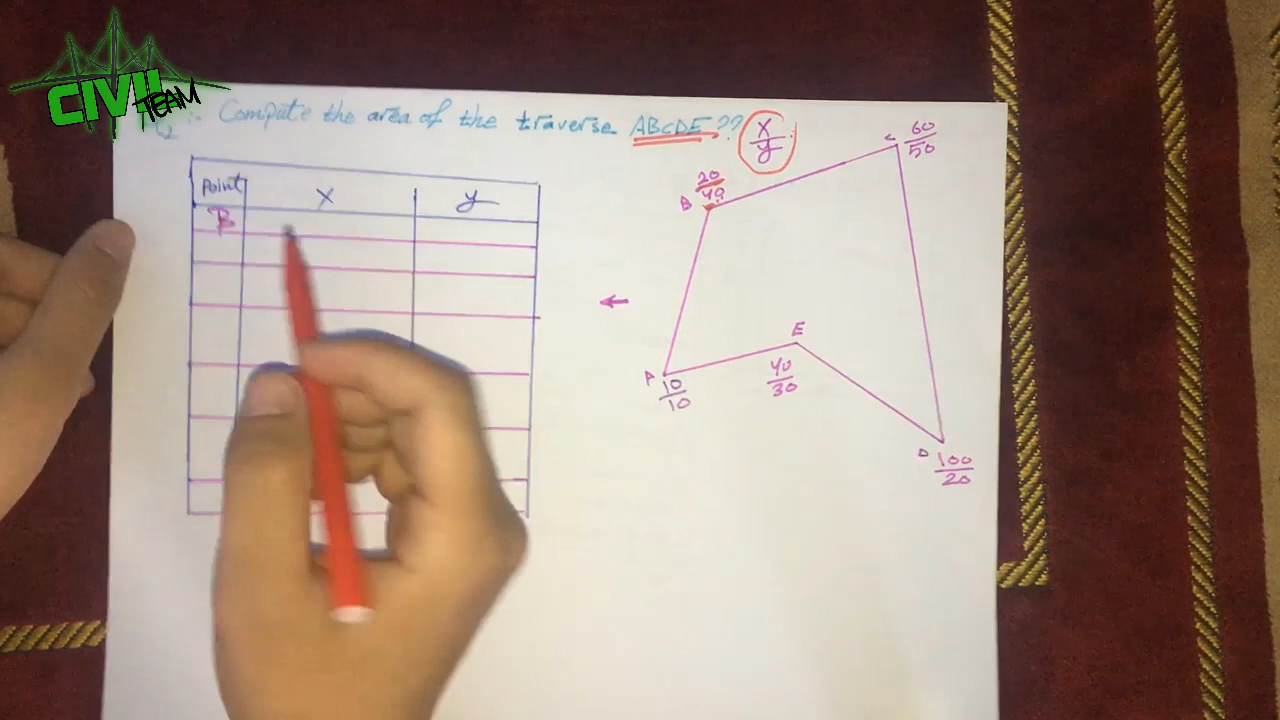 CIVIL
TEAM
Compute the area of the traverse ABCDE ??
x
y
Point x y
B
B 20
40
C 60
50
A 10
10
E
40
30
D 100
20